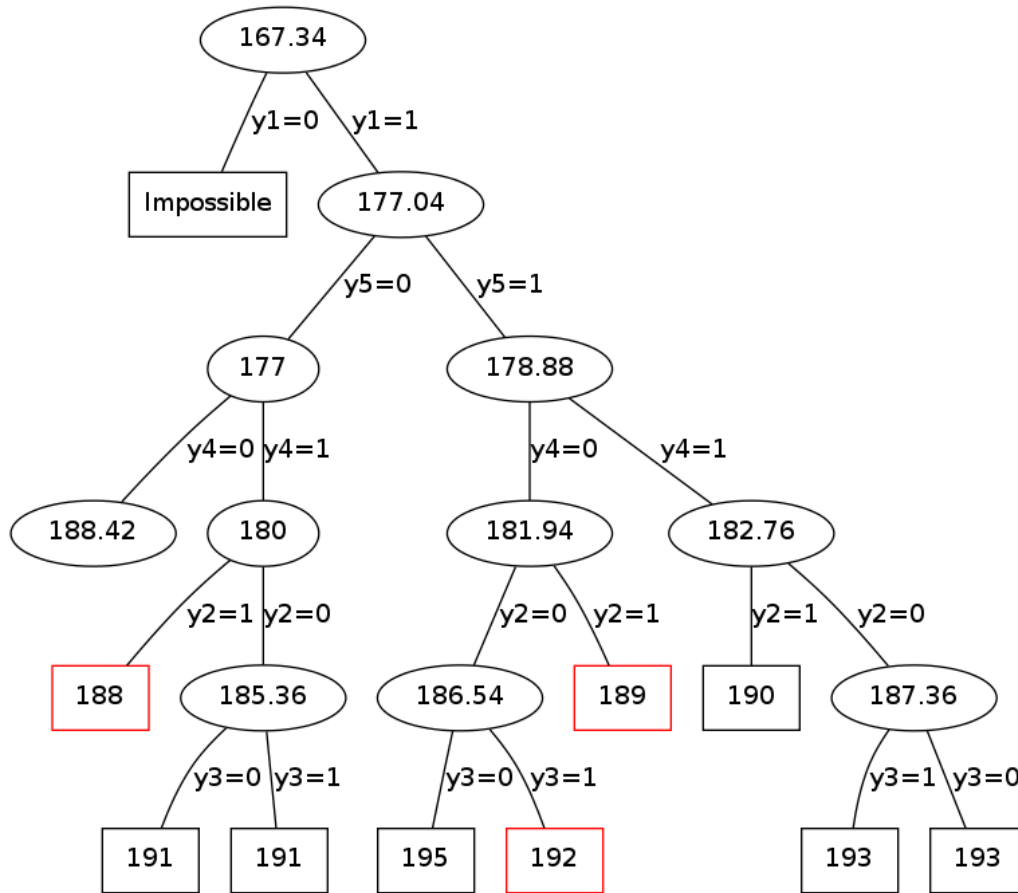 167.34
y1=0
y1=1
Impossible
177.04
y5=0
y5=1
177
178.88
y4=0
y4=1
y4=0
y4=1
188.42
180
181.94
182.76
y2=1
y2=0
y2=0
y2=1
y2=1
y2=0
188
185.36
186.54
189
190
187.36
y3=0
y3=1
y3=0
y3=1
y3=1
y3=0
191
191
195
192
193
193